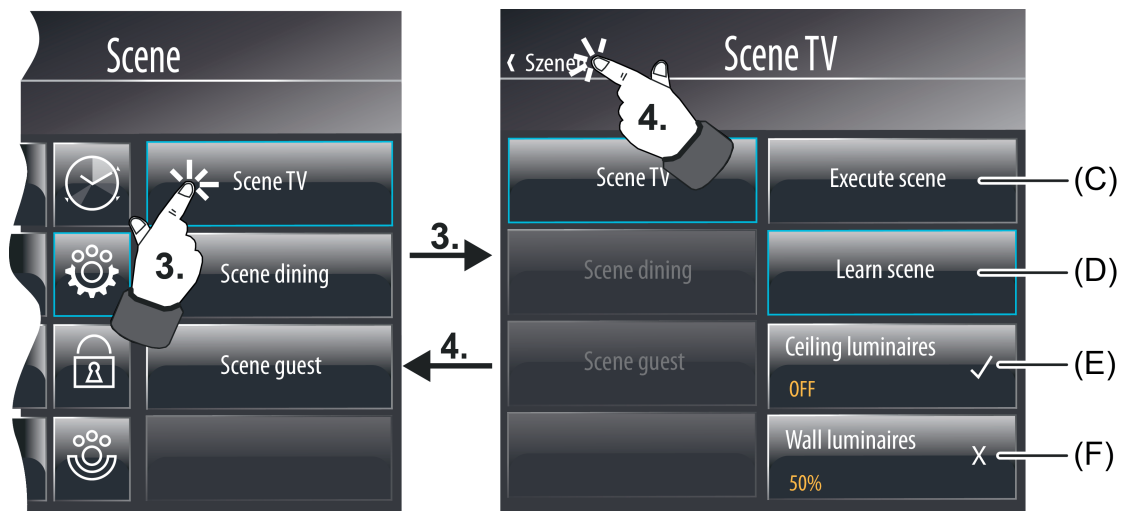 Scene
Scene TV
Scene dining
Scene guest
3.
3.
4.
‹ Szene
Scene TV
4.
Scene TV
Execute scene
(C)
Scene dining
Learn scene
(D)
Scene guest
Ceiling luminaires
OFF
(E)
Wall luminaires
X
50%
(F)